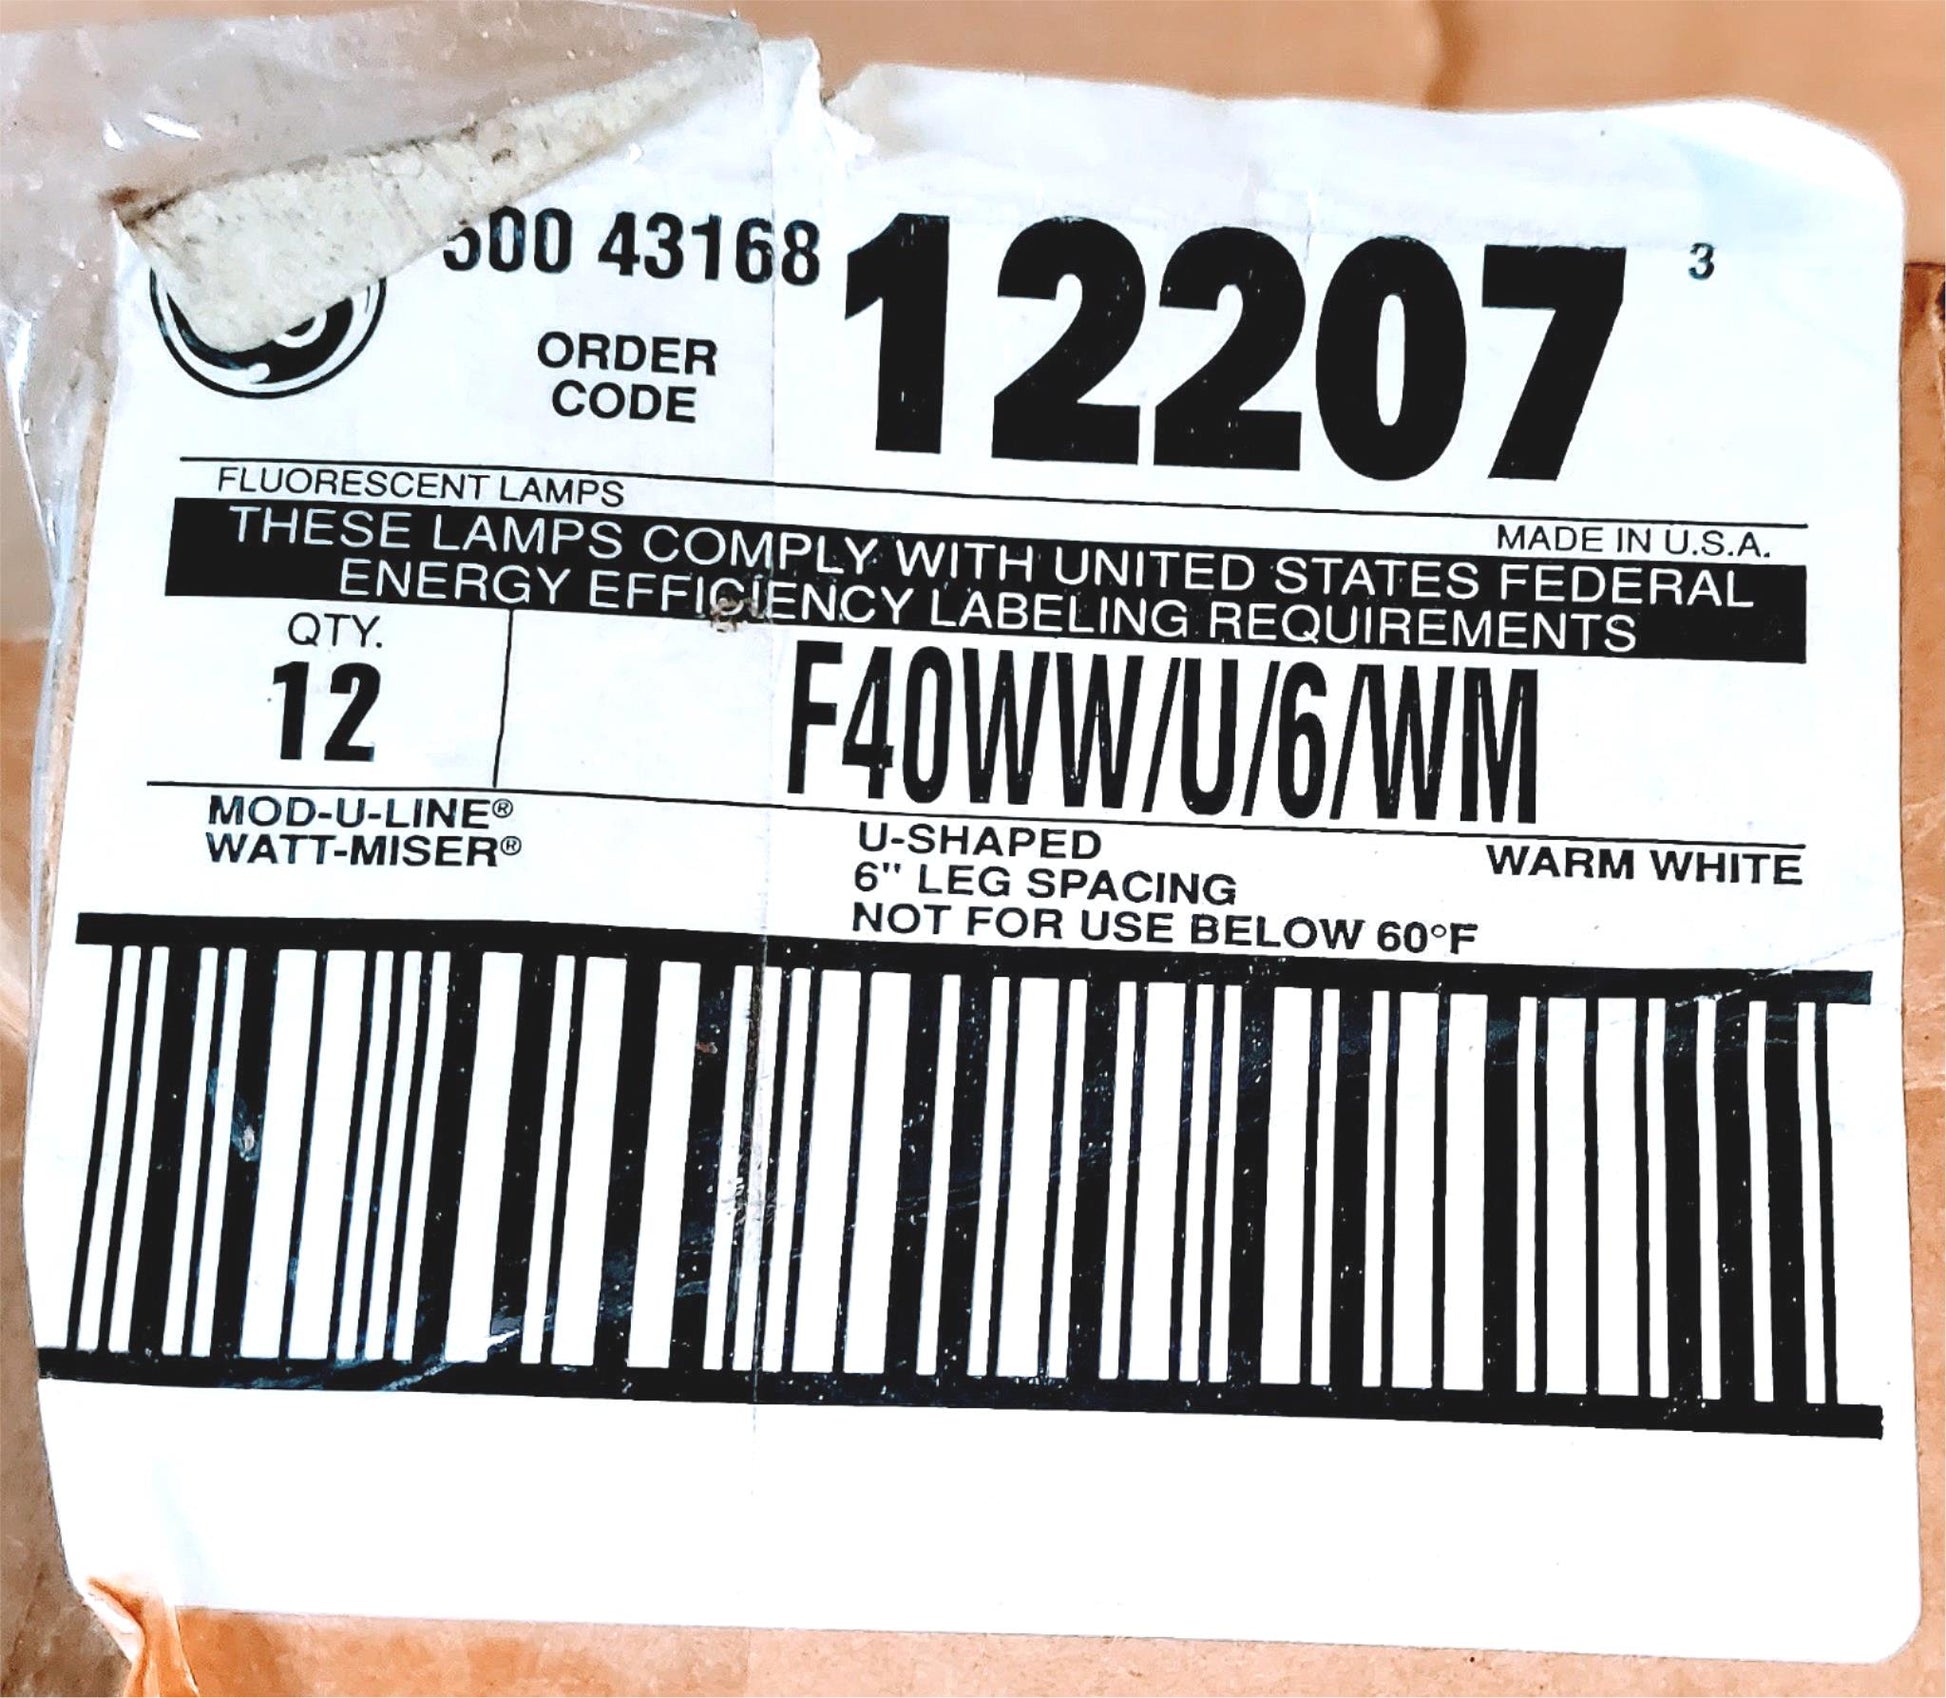 500 43168 12207 3
ORDER
CODE
FLUORESCENT LAMPS
MADE IN U.S.A.
THESE LAMPS COMPLY WITH UNITED STATES FEDERAL
ENERGY EFFICIENCY LABELING REQUIREMENTS
QTY.
12
F40WW/U/6/WM
MOD-U-LINE®
WATT-MISER®
U-SHAPED
6" LEG SPACING
NOT FOR USE BELOW 60°F
WARM WHITE